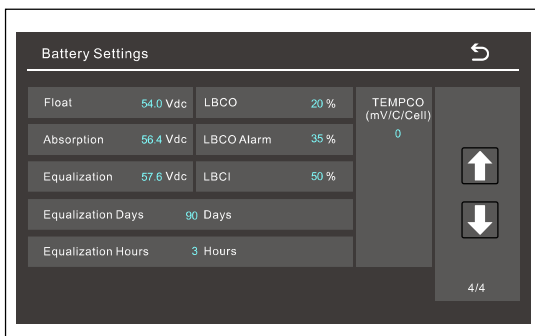 Battery Settings
Float 54.0 Vdc LBCO 20 % TEMPCO
(mV/C/Cell)
Absorption 56.4 Vdc LBCO Alarm 35 % 0
Equalization 57.6 Vdc LBCI 50 %
Equalization Days 90 Days
Equalization Hours 3 Hours
4/4